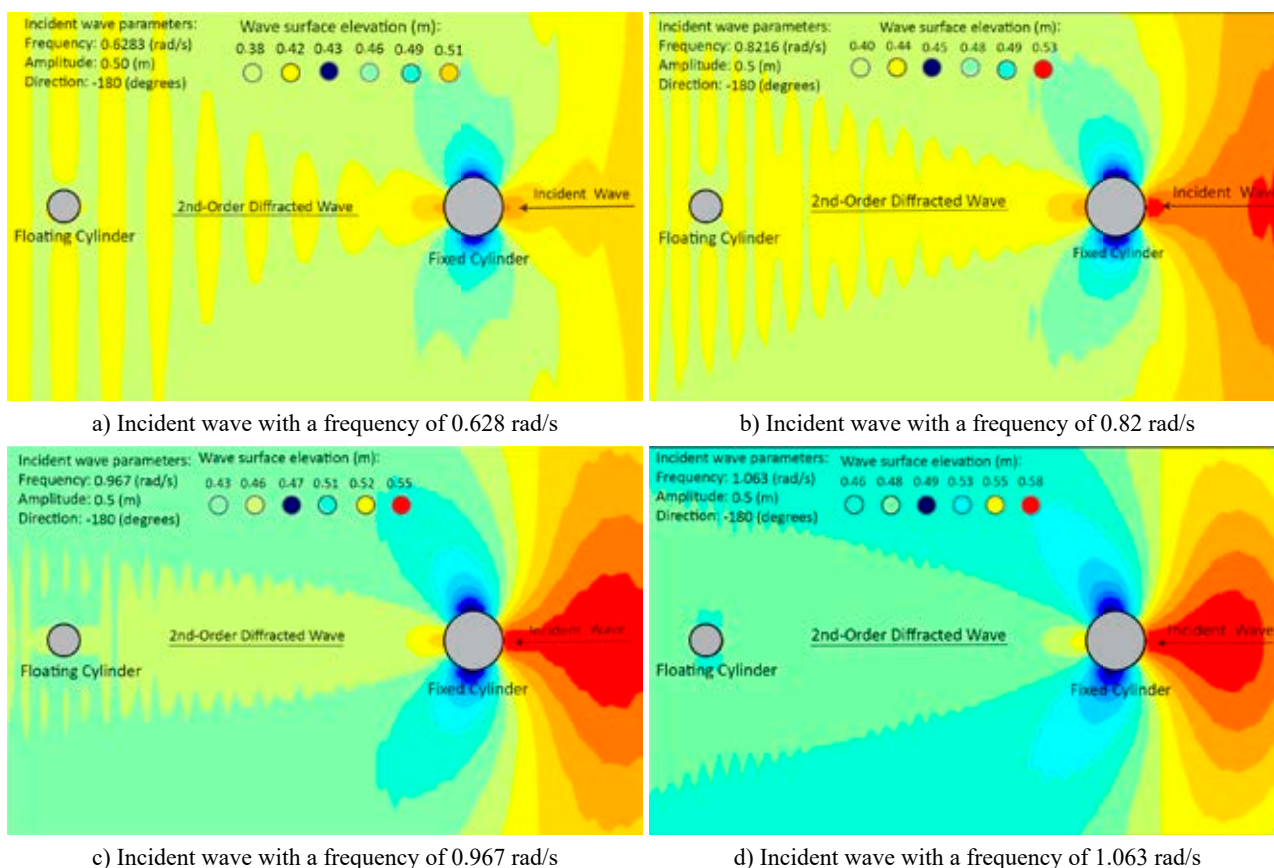 Incident wave parameters:
Frequency: 0.6283 (rad/s)
Amplitude: 0.50 (m)
Direction: -180 (degrees)
Wave surface elevation (m):
0.38 0.42 0.43 0.46 0.49 0.51
2nd-Order Diffracted Wave
Incident Wave
Floating Cylinder
Fixed Cylinder
a) Incident wave with a frequency of 0.628 rad/s
Incident wave parameters:
Frequency: 0.8216 (rad/s)
Amplitude: 0.5 (m)
Direction: -180 (degrees)
Wave surface elevation (m):
0.40 0.44 0.45 0.48 0.49 0.53
2nd-Order Diffracted Wave
Incident Wave
Floating Cylinder
Fixed Cylinder
b) Incident wave with a frequency of 0.82 rad/s
Incident wave parameters:
Frequency: 0.967 (rad/s)
Amplitude: 0.5 (m)
Direction: -180 (degrees)
Wave surface elevation (m):
0.43 0.46 0.47 0.51 0.52 0.55
2nd-Order Diffracted Wave
Incident Wave
Floating Cylinder
Fixed Cylinder
c) Incident wave with a frequency of 0.967 rad/s
Incident wave parameters:
Frequency: 1.063 (rad/s)
Amplitude: 0.5 (m)
Direction: -180 (degrees)
Wave surface elevation (m):
0.46 0.48 0.49 0.53 0.55 0.58
2nd-Order Diffracted Wave
Incident Wave
Floating Cylinder
Fixed Cylinder
d) Incident wave with a frequency of 1.063 rad/s